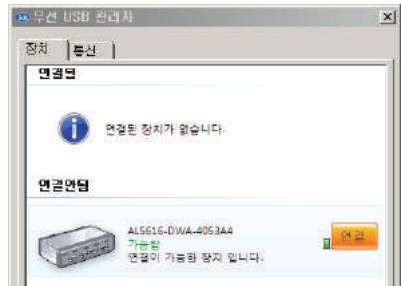 무선 USB 관리자
장치
통신
연결됨
연결된 장치가 없습니다.
연결안됨
AL5616-DWA-4053A4
가능함
연결이 가능한 장치 입니다.
연결